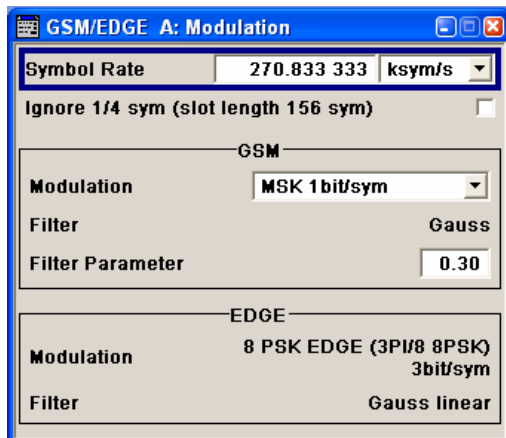 GSM/EDGE A: Modulation
Symbol Rate 270.833 333 ksym/s
Ignore 1/4 sym (slot length 156 sym)
GSM
Modulation MSK 1bit/sym
Filter Gauss
Filter Parameter 0.30
EDGE
Modulation 8 PSK EDGE (3PI/8 8PSK)
3bit/sym
Filter Gauss linear